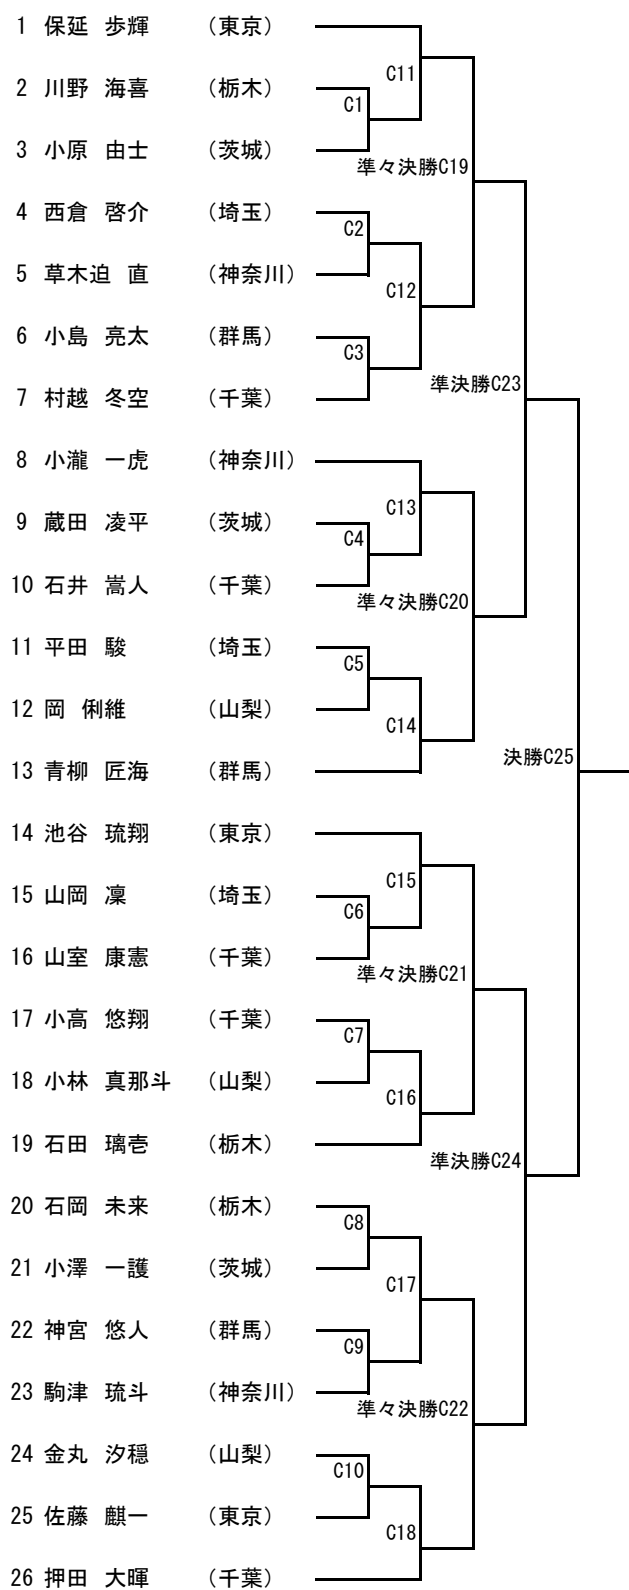 1 保延 歩輝 （東京）
C11
2 川野 海喜 （栃木）
C1
3 小原 由士 （茨城）
準々決勝C19
4 西倉 啓介 （埼玉）
C2
5 草木迫 直 （神奈川）
C12
6 小島 亮太 （群馬）
C3
準決勝C23
7 村越 冬空 （千葉）
8 小瀧 一虎 （神奈川）
C13
9 蔵田 凌平 （茨城）
C4
10 石井 嵩人 （千葉）
準々決勝C20
11 平田 駿 （埼玉）
C5
12 岡 俐維 （山梨）
C14
決勝C25
13 青柳 匠海 （群馬）
14 池谷 琉翔 （東京）
C15
15 山岡 凜 （埼玉）
C6
16 山室 康憲 （千葉）
準々決勝C21
17 小高 悠翔 （千葉）
C7
18 小林 真那斗 （山梨）
C16
19 石田 璃壱 （栃木）
準決勝C24
20 石岡 未来 （栃木）
C8
21 小澤 一護 （茨城）
C17
22 神宮 悠人 （群馬）
C9
23 駒津 琉斗 （神奈川）
準々決勝C22
24 金丸 汐穏 （山梨）
C10
25 佐藤 麒一 （東京）
C18
26 押田 大暉 （千葉）